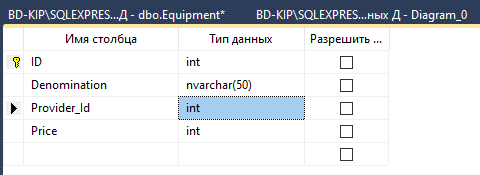 BD-KIP\SQLEXPRES...Д - dbo.Equipment* BD-KIP\SQLEXPRES...ных Д - Diagram_0
Имя столбца Тип данных Разрешить ...
ID int
Denomination nvarchar(50)
Provider_Id int
Price int